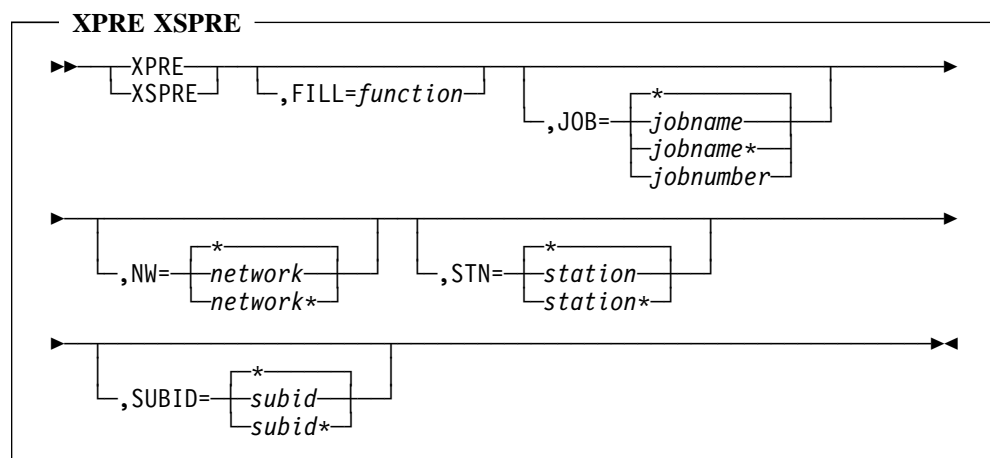 XPRE XSPRE
XPRE
XSPRE
,FILL=function
,JOB=
*
jobname
jobname*
jobnumber
,NW=
*
network
network*
,STN=
*
station
station*
,SUBID=
*
subid
subid*